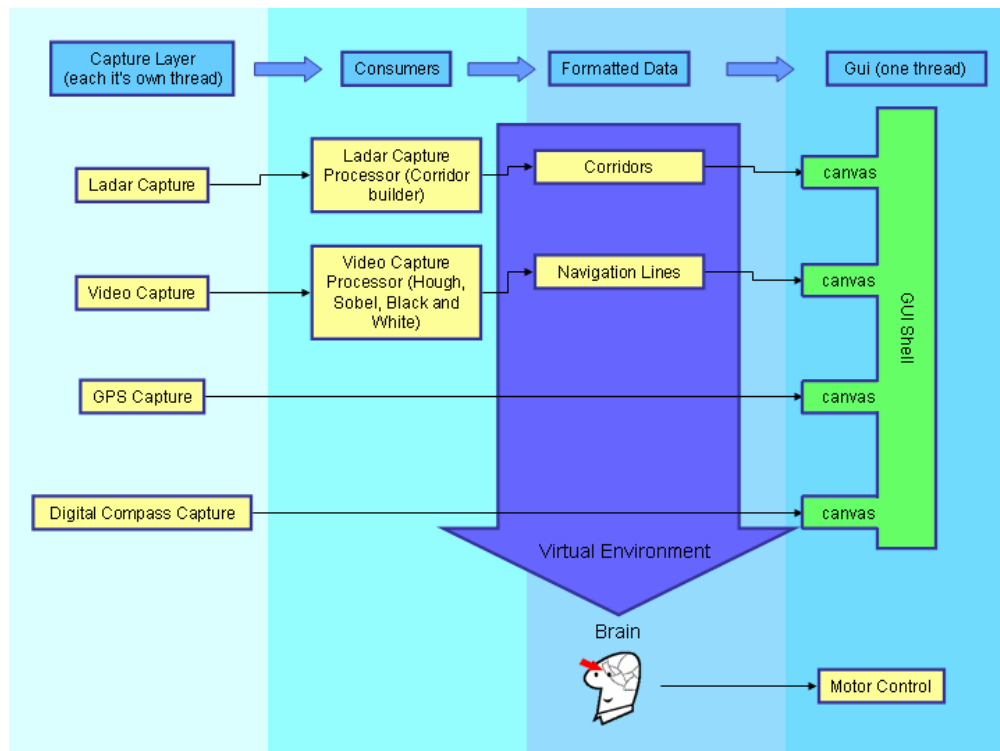 Capture Layer
(each it's own thread)
Consumers
Formatted Data
Gui (one thread)
Ladar Capture
Ladar Capture
Processor (Corridor
builder)
Corridors
canvas
Video Capture
Video Capture
Processor (Hough,
Sobel, Black and
White)
Navigation Lines
canvas
GUI Shell
GPS Capture
canvas
Digital Compass Capture
canvas
Virtual Environment
Brain
Motor Control